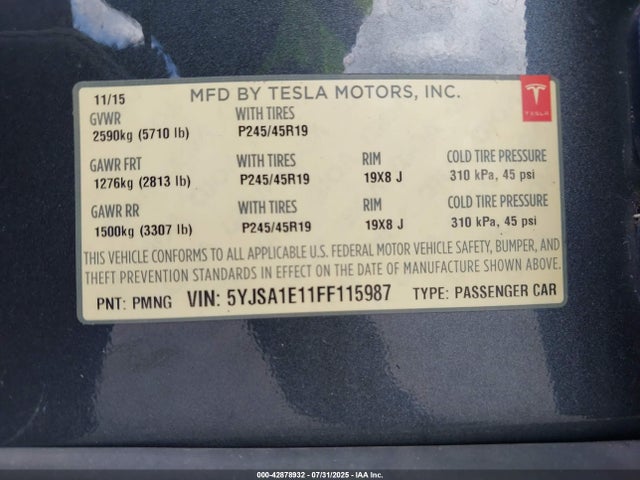 11/15 MFD BY TESLA MOTORS, INC.
TESLA
GVWR WITH TIRES
2590kg (5710 lb) P245/45R19
GAWR FRT WITH TIRES RIM COLD TIRE PRESSURE
1276kg (2813 lb) P245/45R19 19X8 J 310 kPa, 45 psi
GAWR RR WITH TIRES RIM COLD TIRE PRESSURE
1500kg (3307 lb) P245/45R19 19X8 J 310 kPa, 45 psi
THIS VEHICLE CONFORMS TO ALL APPLICABLE U.S. FEDERAL MOTOR VEHICLE SAFETY, BUMPER, AND
THEFT PREVENTION STANDARDS IN EFFECT ON THE DATE OF MANUFACTURE SHOWN ABOVE.
PNT: PMNG VIN: 5YJSA1E11FF115987 TYPE: PASSENGER CAR
000-42878932 - 07/31/2025 - IAAI.com